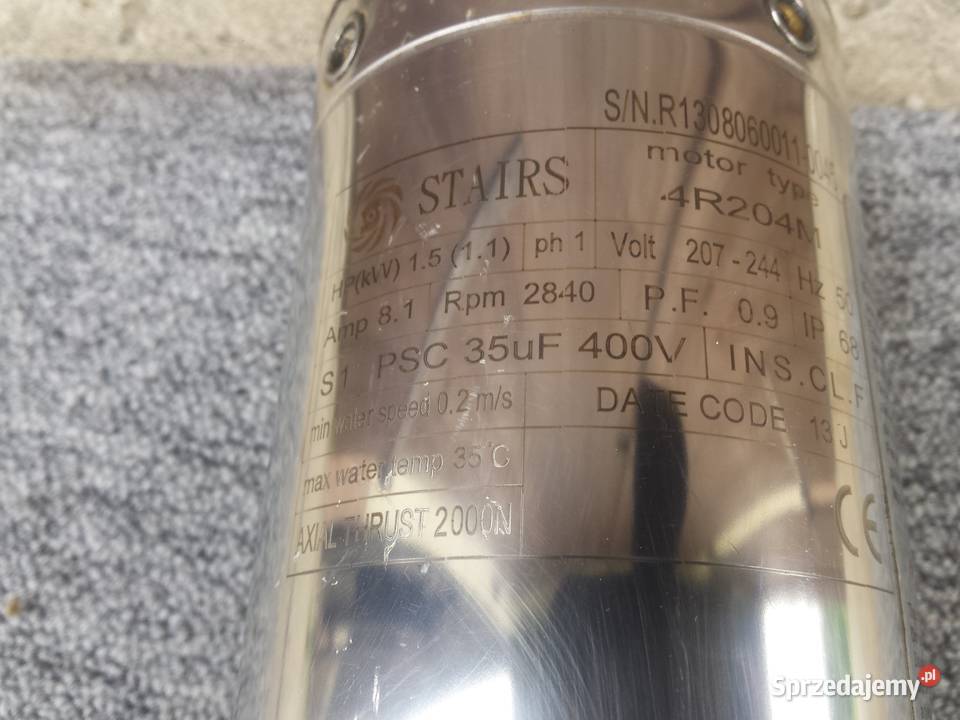 S/N.R1308060011-0046
STAIRS motor type
4R204M
HP(kW) 1.5 (1.1) ph 1 Volt 207-244 Hz 50
Amp 8.1 Rpm 2840 P.F. 0.9 IP 68
S1 PSC 35uF 400V INS.CL.F
min water speed 0.2 m/s DATE CODE 13J
max water temp 35°C
AXIAL THRUST 2000N CE
Sprzedajemy.pl